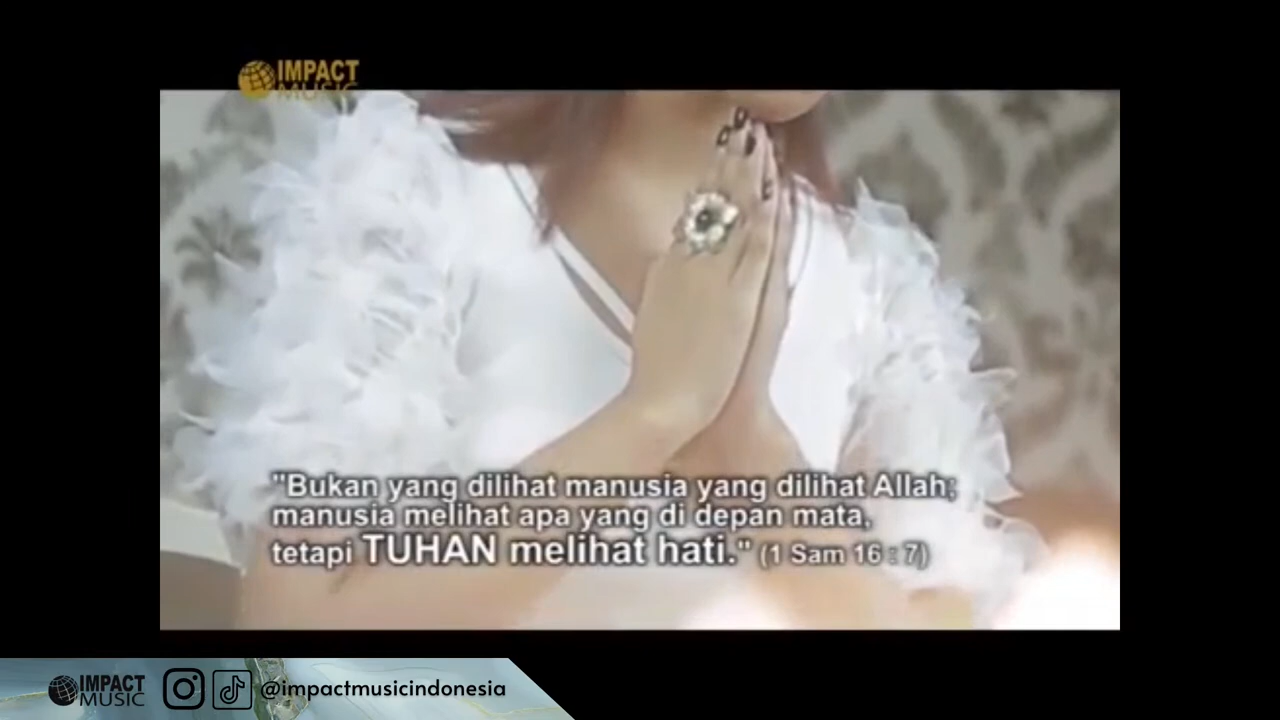 IMPACT
MUSIC
"Bukan yang dilihat manusia yang dilihat Allah;
manusia melihat apa yang di depan mata,
tetapi TUHAN melihat hati." (1 Sam 16 : 7)
IMPACT
MUSIC
@impactmusicindonesia